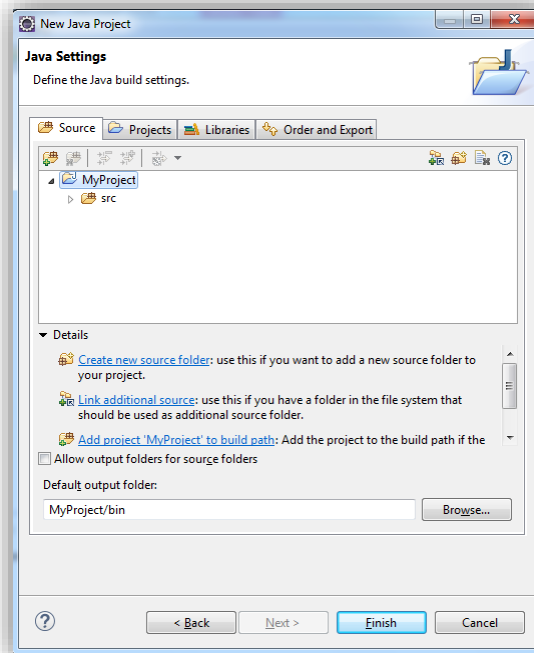 New Java Project
Java Settings
Define the Java build settings.
Source Projects Libraries Order and Export
MyProject
src
Details
Create new source folder: use this if you want to add a new source folder to
your project.
Link additional source: use this if you have a folder in the file system that
should be used as additional source folder.
Add project 'MyProject' to build path: Add the project to the build path if the
Allow output folders for source folders
Default output folder:
MyProject/bin Browse...
< Back Next > Finish Cancel